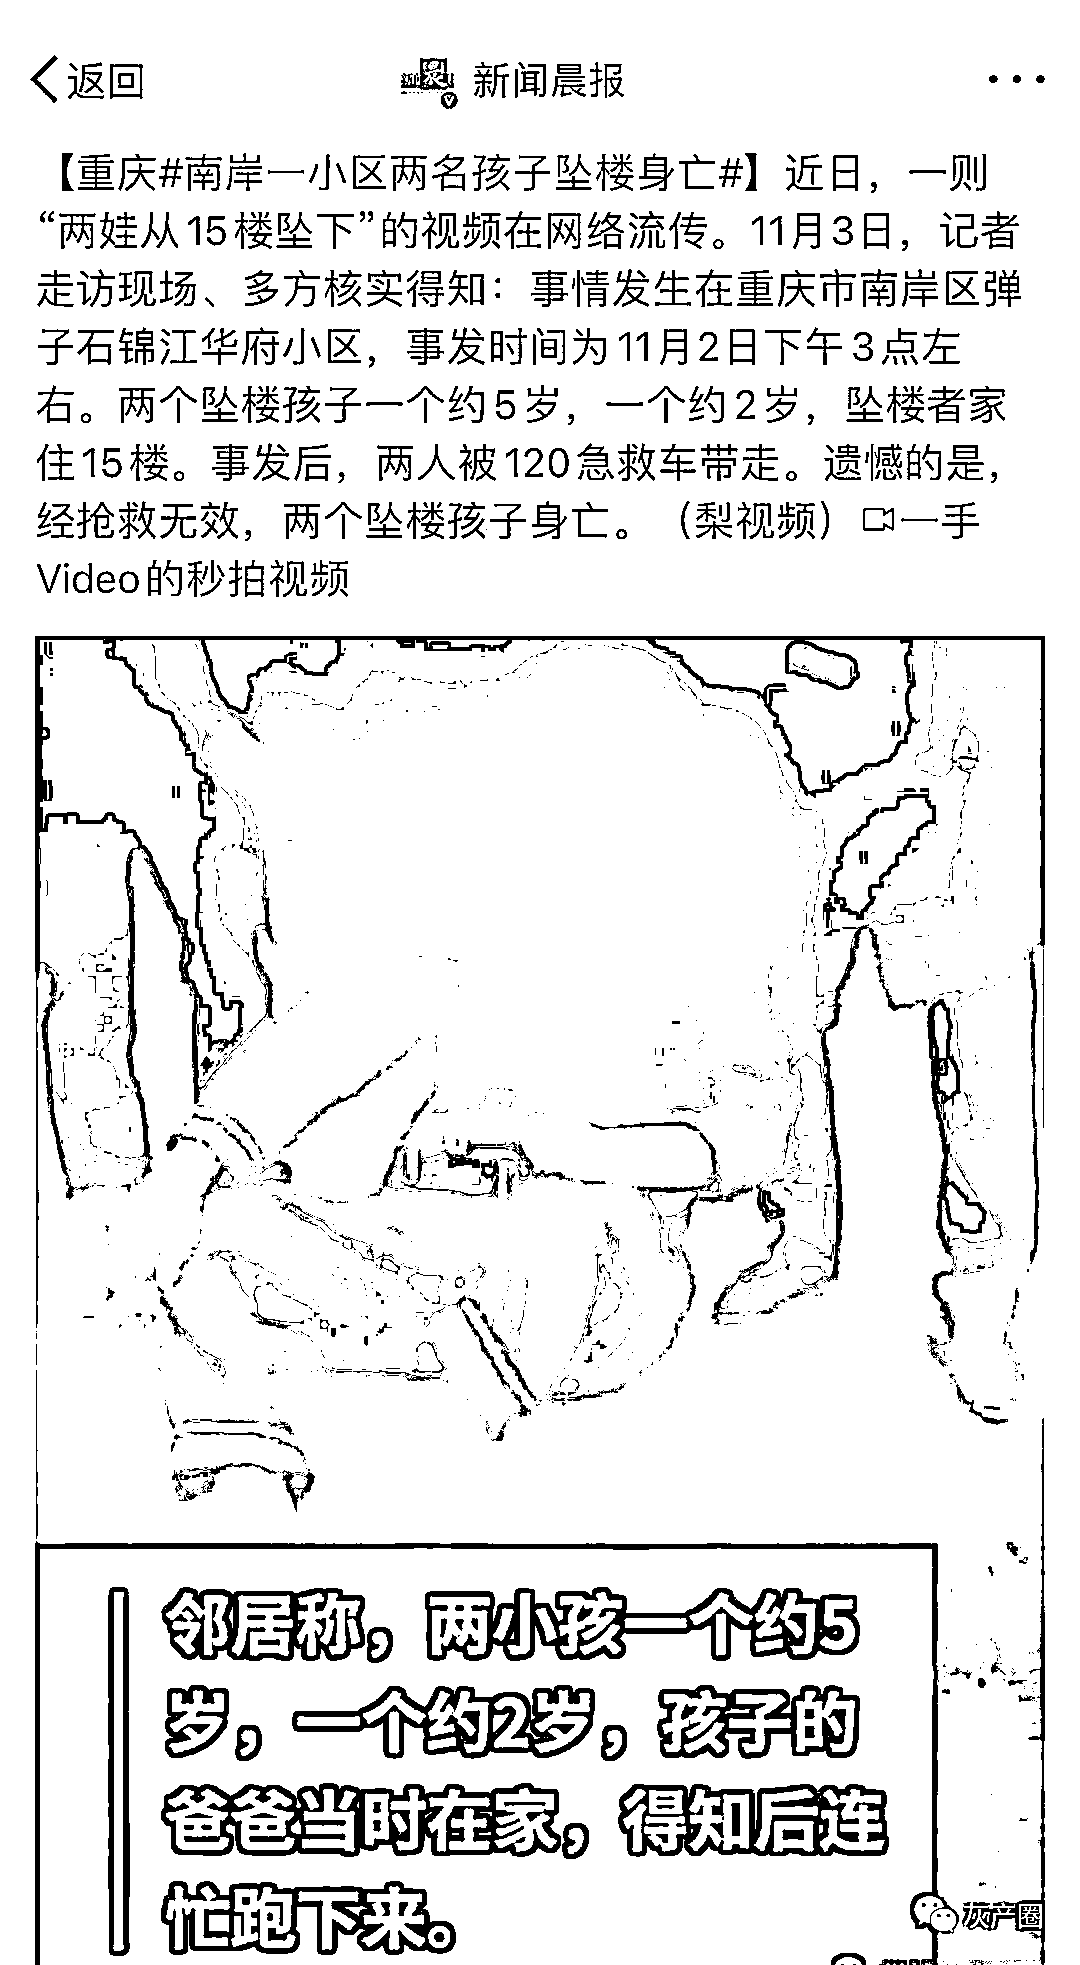 返回
新闻晨报
【重庆#南岸一小区两名孩子坠楼身亡#】近日，一则
“两娃从15楼坠下”的视频在网络流传。11月3日，记者
走访现场、多方核实得知：事情发生在重庆市南岸区弹
子石锦江华府小区，事发时间为11月2日下午3点左
右。两个坠楼孩子一个约5岁，一个约2岁，坠楼者家
住15楼。事发后，两人被120急救车带走。遗憾的是，
经抢救无效，两个坠楼孩子身亡。（梨视频）一手
Video的秒拍视频
邻居称，两小孩一个约5
岁，一个约2岁，孩子的
爸爸当时在家，得知后连
忙跑下来。
灰产圈